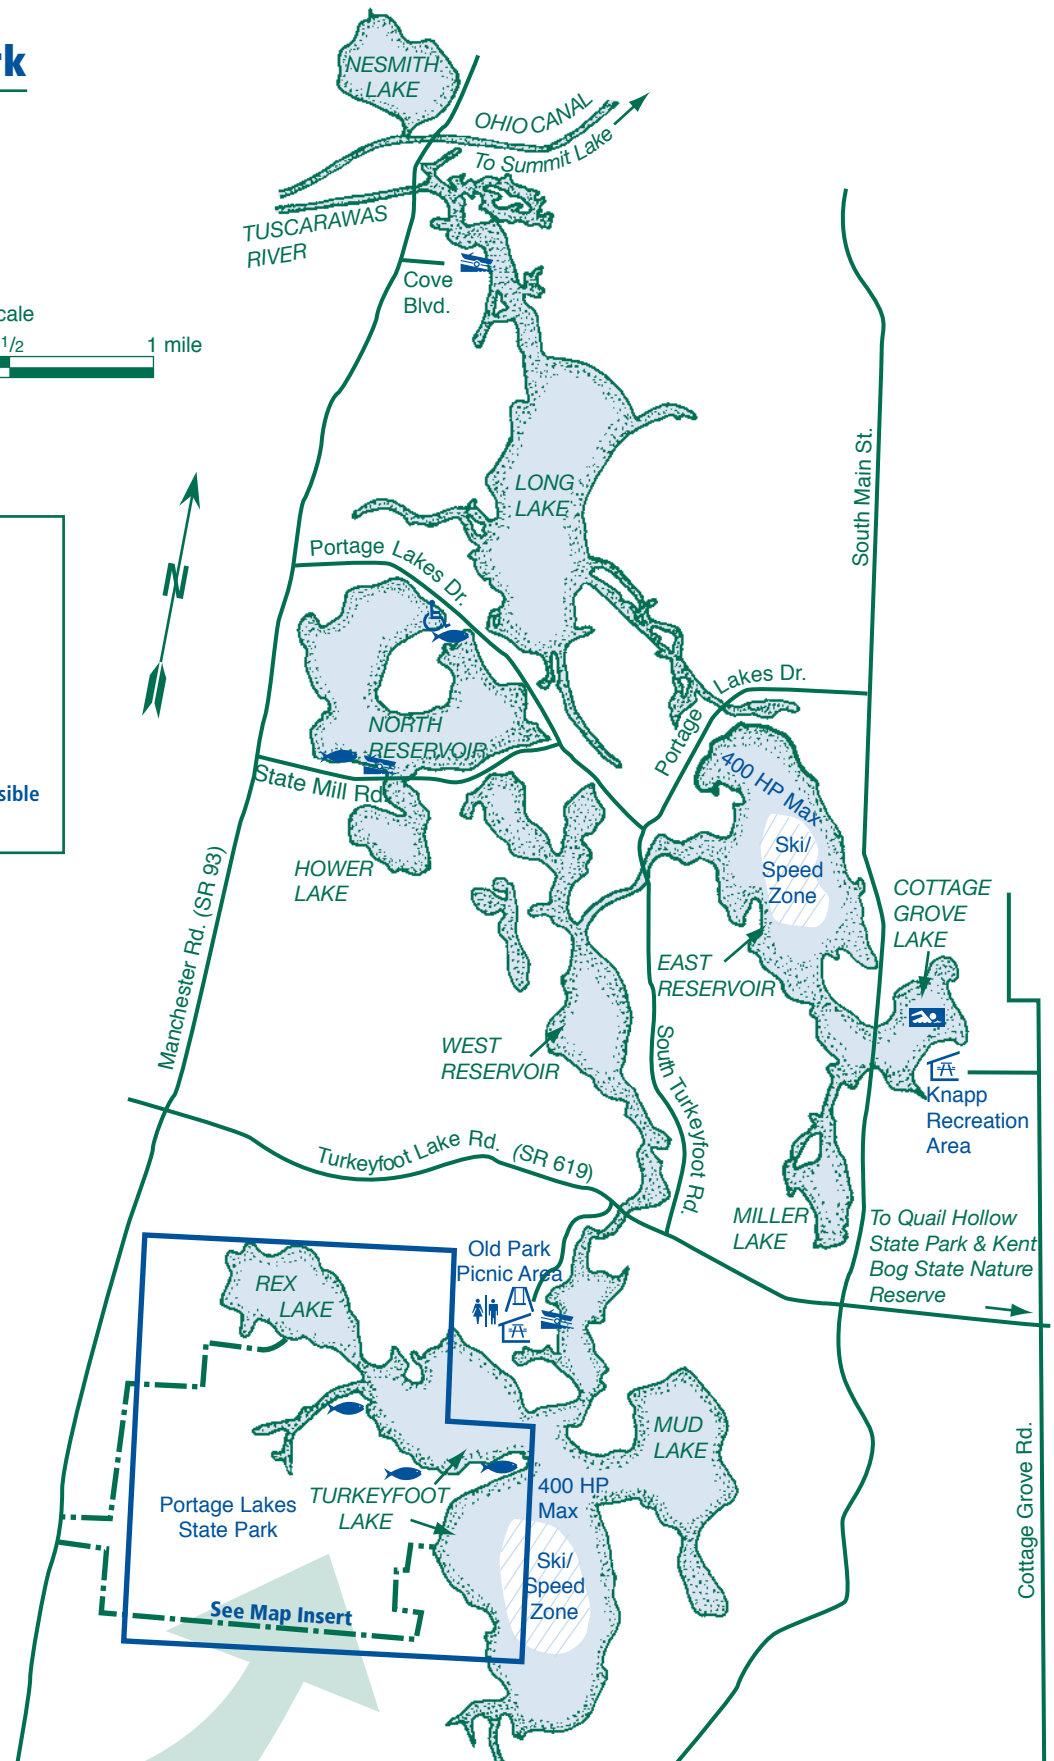 rk
NESMITH
LAKE
OHIO CANAL
To Summit Lake
TUSCARAWAS
RIVER
Cove
Blvd.
cale
1/2
1 mile
South Main St.
LONG
LAKE
N
Portage Lakes Dr.
Lakes Dr.
Portage
NORTH
RESERVOIR
State Mill Rd.
400 HP Max
Ski/
Speed
Zone
sible
HOWER
LAKE
COTTAGE
GROVE
LAKE
Manchester Rd. (SR 93)
EAST
RESERVOIR
WEST
RESERVOIR
South Turkeyfoot Rd.
Knapp
Recreation
Area
Turkeyfoot Lake Rd. (SR 619)
MILLER
LAKE
To Quail Hollow
State Park & Kent
Bog State Nature
Reserve
Old Park
Picnic Area
REX
LAKE
MUD
LAKE
TURKEYFOOT
LAKE
400 HP
Max
Portage Lakes
State Park
Ski/
Speed
Zone
Cottage Grove Rd.
See Map Insert